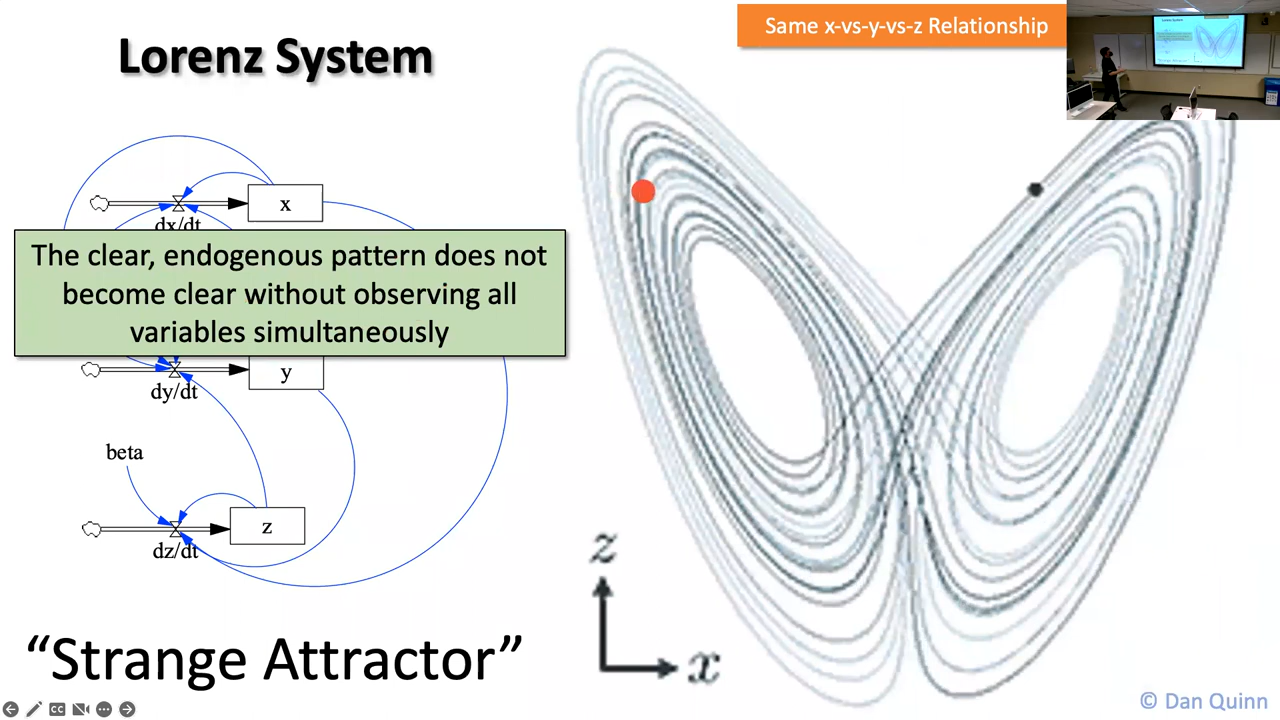 Same x-vs-y-vs-z Relationship
Lorenz System
x
dx/dt
The clear, endogenous pattern does not
become clear without observing all
variables simultaneously
y
dy/dt
beta
z
dz/dt
z
x
“Strange Attractor”
© Dan Quinn